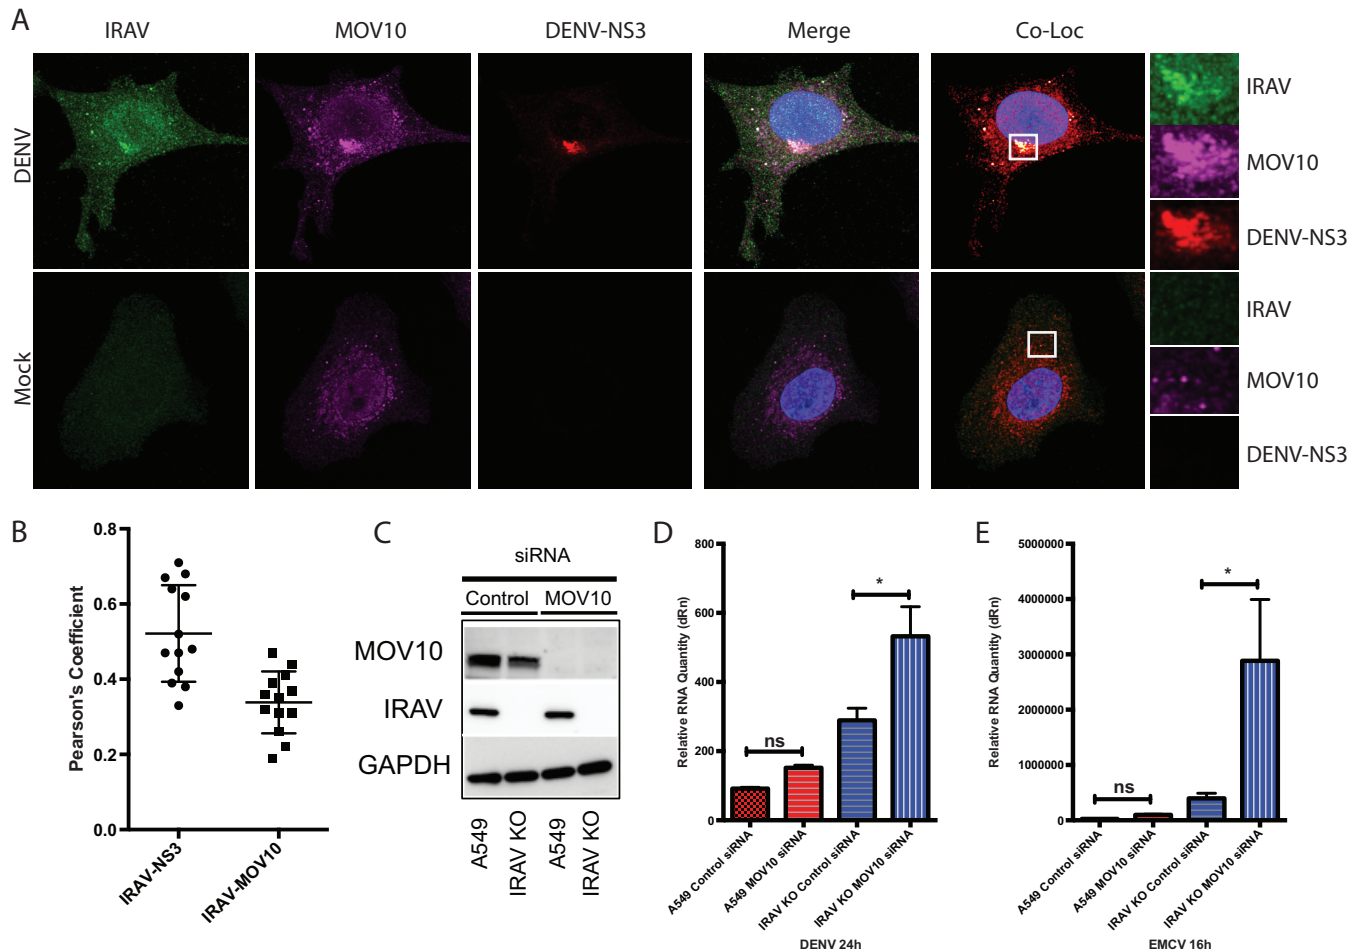 A
IRAV
MOV10
DENV-NS3
Merge
Co-Loc
DENV
IRAV
MOV10
DENV-NS3
Mock
IRAV
MOV10
DENV-NS3
B
Pearson's Coefficient
0.8
0.6
0.4
0.2
0.0
IRAV-NS3
IRAV-MOV10
C
siRNA
Control
MOV10
MOV10
IRAV
GAPDH
A549
IRAV KO
A549
IRAV KO
D
Relative RNA Quantity (dRn)
800
600
400
200
0
ns
*
A549 Control siRNA
A549 MOV10 siRNA
IRAV KO Control siRNA
IRAV KO MOV10 siRNA
DENV 24h
E
Relative RNA Quantity (dRn)
5000000
4000000
3000000
2000000
1000000
0
ns
*
A549 Control siRNA
A549 MOV10 siRNA
IRAV KO Control siRNA
IRAV KO MOV10 siRNA
EMCV 16h